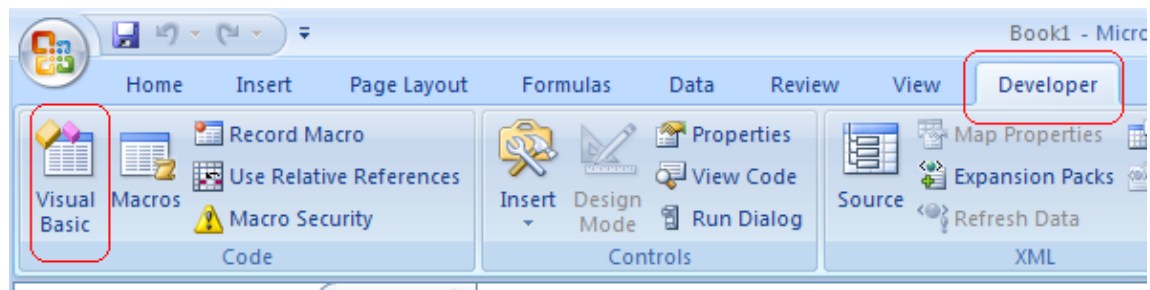 Book1 - Micro
Home Insert Page Layout Formulas Data Review View Developer
Visual Basic
Macros
Record Macro
Use Relative References
Macro Security
Code
Insert
Design Mode
Properties
View Code
Run Dialog
Controls
Source
Map Properties
Expansion Packs
Refresh Data
XML